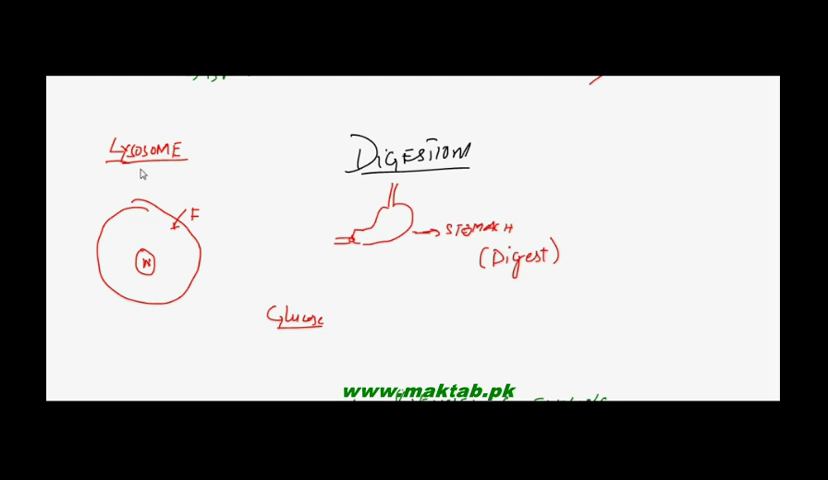 LYSOSOME
DIGESTION
F
STOMACH
(Digest)
N
Glucose
www.maktab.pk